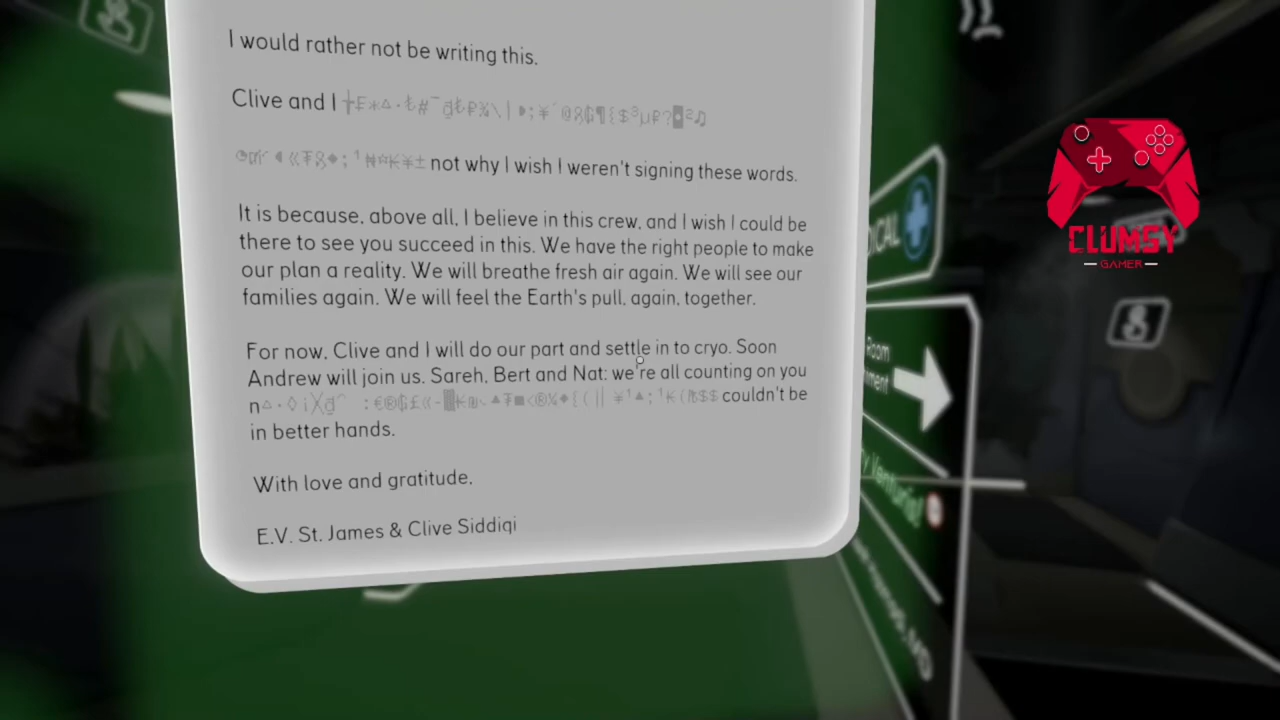 I would rather not be writing this.
Clive and I
not why I wish I weren't signing these words.
It is because, above all, I believe in this crew, and I wish I could be
there to see you succeed in this. We have the right people to make
our plan a reality. We will breathe fresh air again. We will see our
families again. We will feel the Earth's pull, again, together.
For now, Clive and I will do our part and settle in to cryo. Soon
Andrew will join us. Sareh, Bert and Nat: we're all counting on you
n
couldn't be
in better hands.
With love and gratitude,
E.V. St. James & Clive Siddiqi
CLUMSY
GAMER